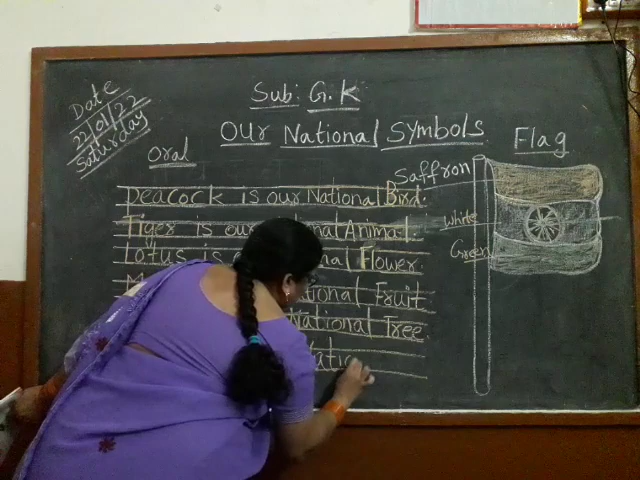 Date
22/01/22
Saturday
Sub: G.K
Our National Symbols
Oral
Flag
Saffron
White
Green
Peacock is our National Bird.
Tiger is our National Animal.
Lotus is National Flower.
National Fruit
National Tree.
Natio